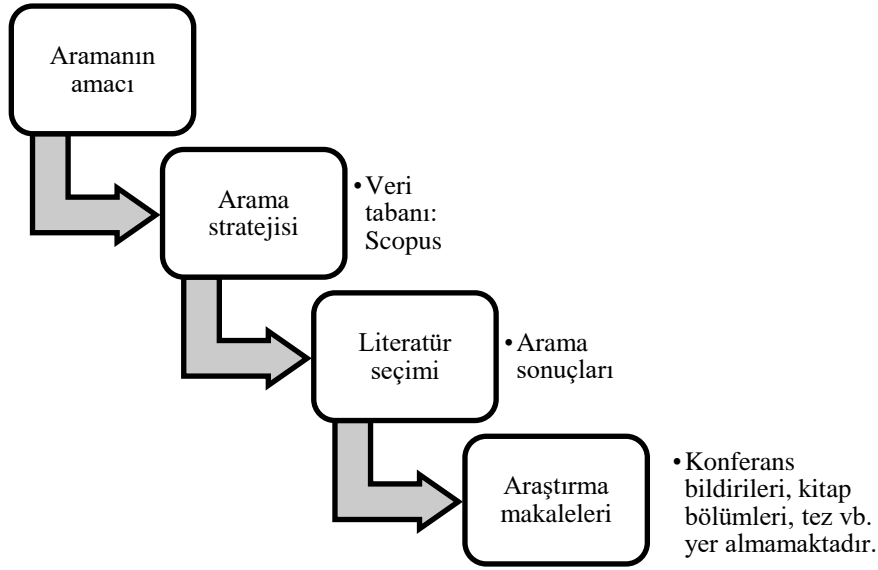 Aramanın
amacı
Arama
stratejisi
•Veri
tabanı:
Scopus
Literatür
seçimi
•Arama
sonuçları
Araştırma
makaleleri
•Konferans
bildirileri, kitap
bölümleri, tez vb.
yer almamaktadır.